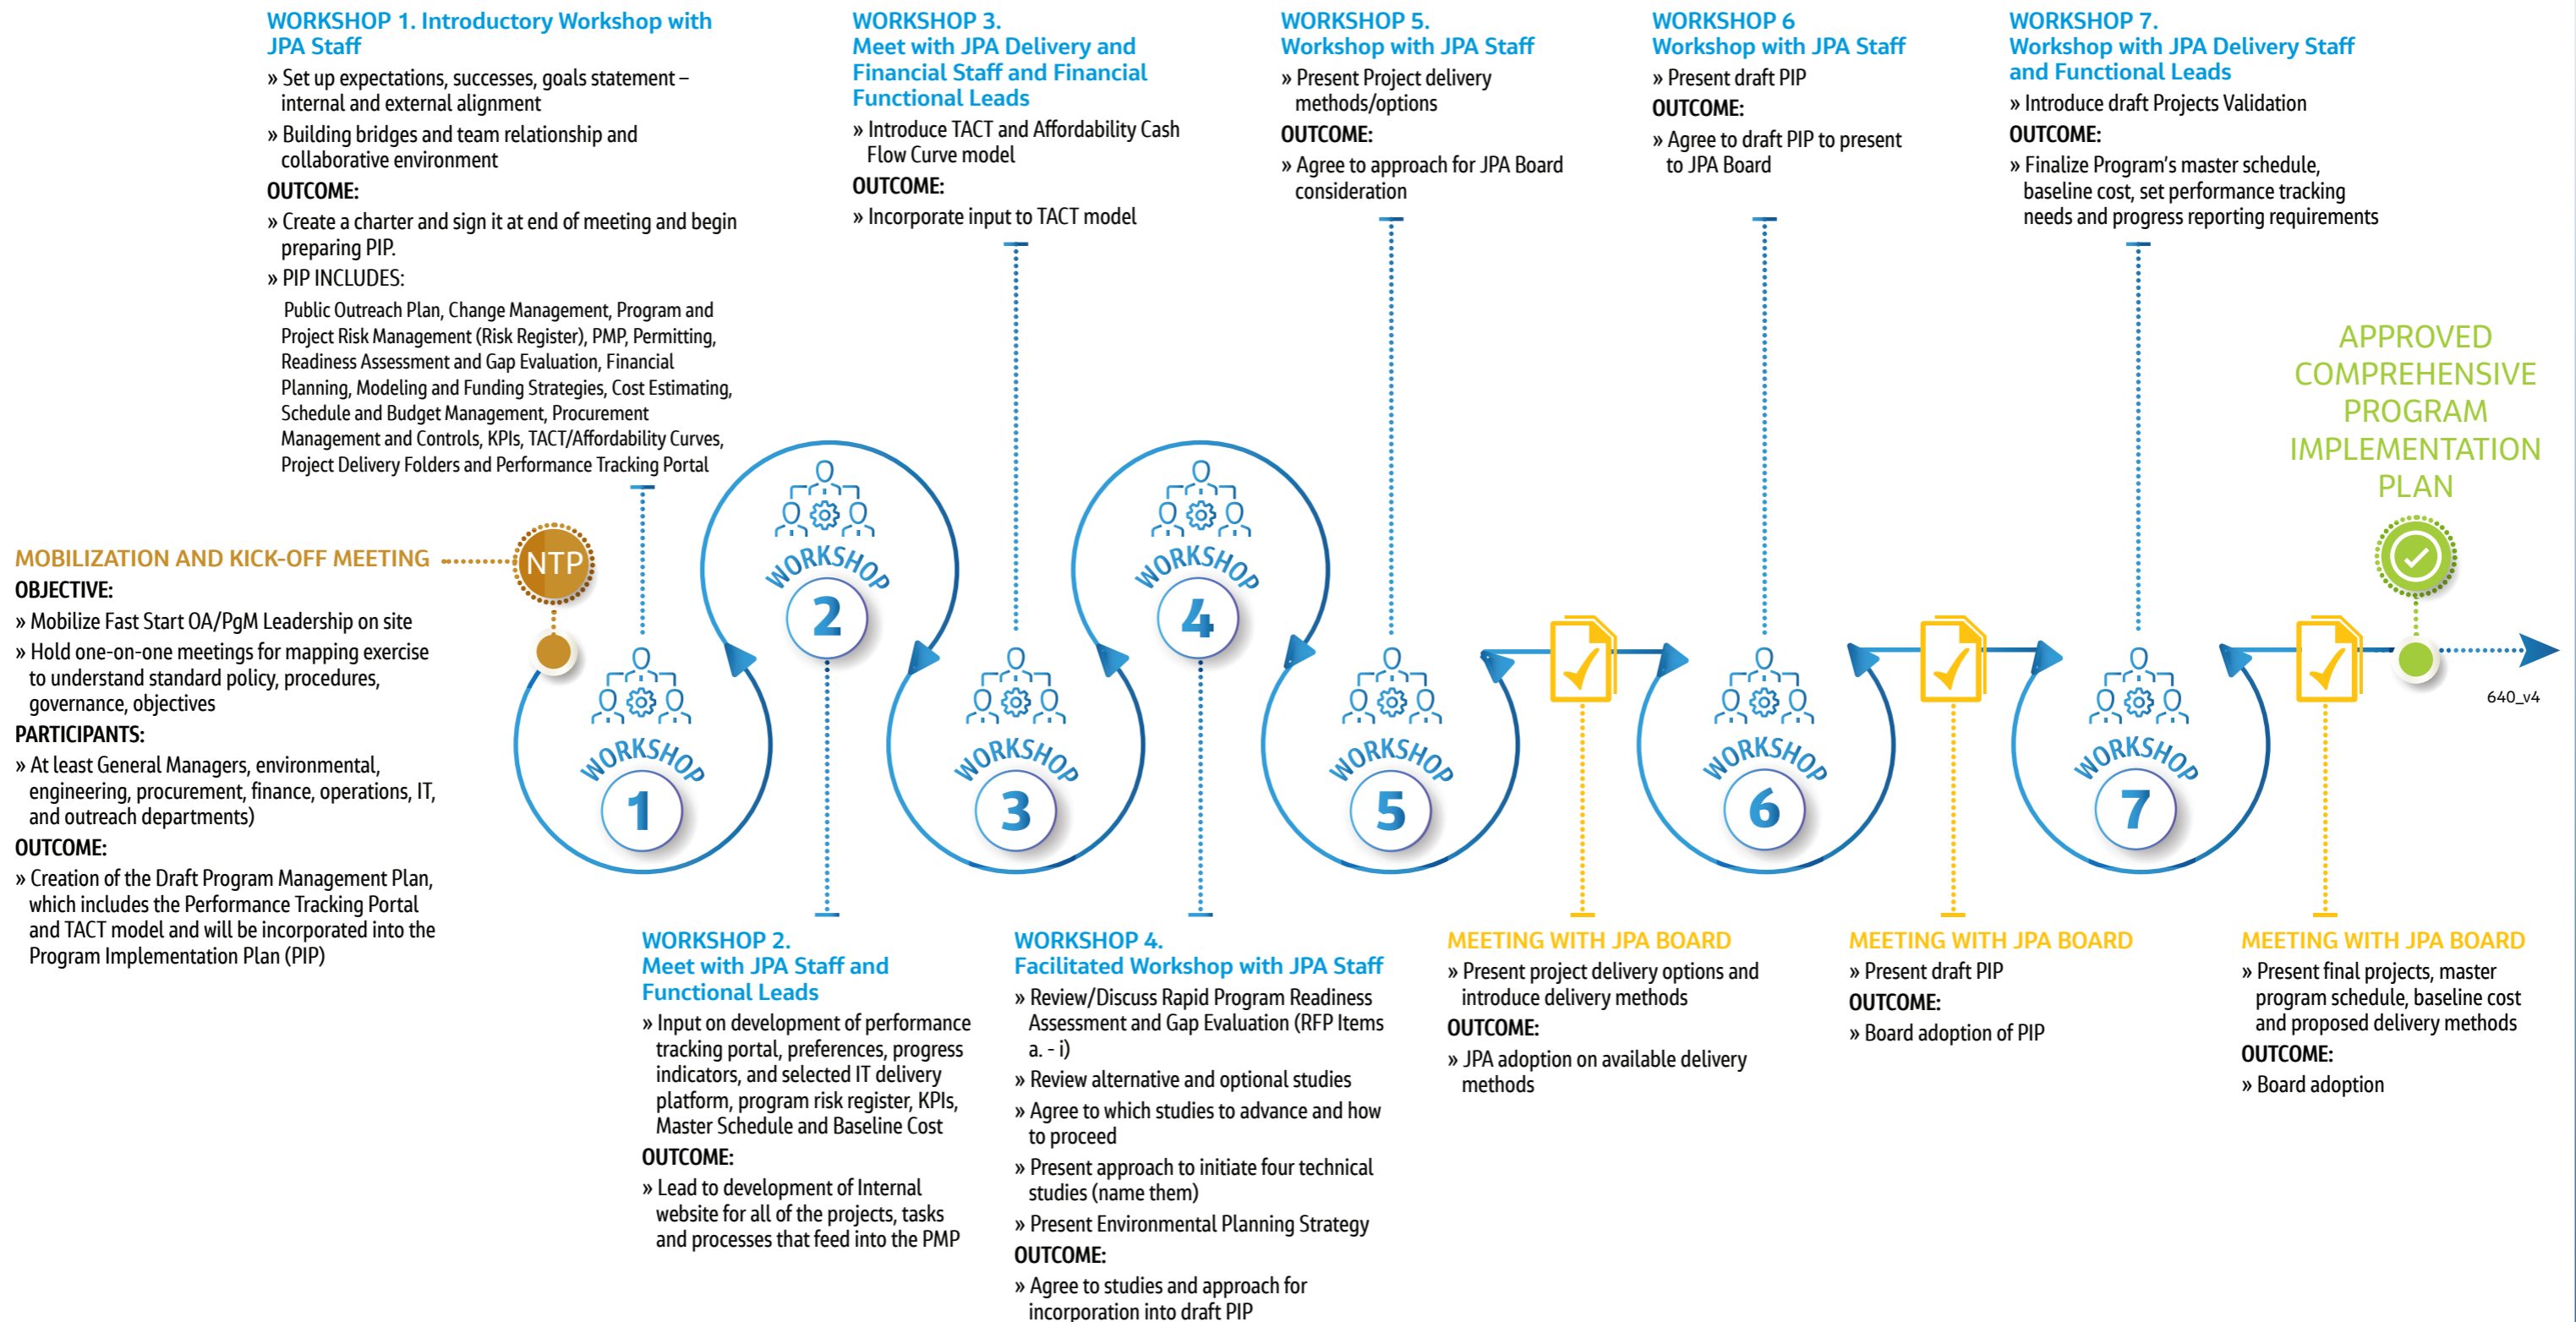 WORKSHOP 1. Introductory Workshop with
JPA Staff
» Set up expectations, successes, goals statement –
internal and external alignment
» Building bridges and team relationship and
collaborative environment
OUTCOME:
» Create a charter and sign it at end of meeting and begin
preparing PIP.
» PIP INCLUDES:
Public Outreach Plan, Change Management, Program and
Project Risk Management (Risk Register), PMP, Permitting,
Readiness Assessment and Gap Evaluation, Financial
Planning, Modeling and Funding Strategies, Cost Estimating,
Schedule and Budget Management, Procurement
Management and Controls, KPIs, TACT/Affordability Curves,
Project Delivery Folders and Performance Tracking Portal
WORKSHOP 3.
Meet with JPA Delivery and
Financial Staff and Financial
Functional Leads
» Introduce TACT and Affordability Cash
Flow Curve model
OUTCOME:
» Incorporate input to TACT model
WORKSHOP 5.
Workshop with JPA Staff
» Present Project delivery
methods/options
OUTCOME:
» Agree to approach for JPA Board
consideration
WORKSHOP 6
Workshop with JPA Staff
» Present draft PIP
OUTCOME:
» Agree to draft PIP to present
to JPA Board
WORKSHOP 7.
Workshop with JPA Delivery Staff
and Functional Leads
» Introduce draft Projects Validation
OUTCOME:
» Finalize Program's master schedule,
baseline cost, set performance tracking
needs and progress reporting requirements
APPROVED
COMPREHENSIVE
PROGRAM
IMPLEMENTATION
PLAN
MOBILIZATION AND KICK-OFF MEETING
NTP
OBJECTIVE:
» Mobilize Fast Start OA/PgM Leadership on site
» Hold one-on-one meetings for mapping exercise
to understand standard policy, procedures,
governance, objectives
PARTICIPANTS:
» At least General Managers, environmental,
engineering, procurement, finance, operations, IT,
and outreach departments)
OUTCOME:
» Creation of the Draft Program Management Plan,
which includes the Performance Tracking Portal
and TACT model and will be incorporated into the
Program Implementation Plan (PIP)
WORKSHOP
1
WORKSHOP
2
WORKSHOP
3
WORKSHOP
4
WORKSHOP
5
WORKSHOP
6
WORKSHOP
7
640_v4
WORKSHOP 2.
Meet with JPA Staff and
Functional Leads
» Input on development of performance
tracking portal, preferences, progress
indicators, and selected IT delivery
platform, program risk register, KPIs,
Master Schedule and Baseline Cost
OUTCOME:
» Lead to development of Internal
website for all of the projects, tasks
and processes that feed into the PMP
WORKSHOP 4.
Facilitated Workshop with JPA Staff
» Review/Discuss Rapid Program Readiness
Assessment and Gap Evaluation (RFP Items
a. - i)
» Review alternative and optional studies
» Agree to which studies to advance and how
to proceed
» Present approach to initiate four technical
studies (name them)
» Present Environmental Planning Strategy
OUTCOME:
» Agree to studies and approach for
incorporation into draft PIP
MEETING WITH JPA BOARD
» Present project delivery options and
introduce delivery methods
OUTCOME:
» JPA adoption on available delivery
methods
MEETING WITH JPA BOARD
» Present draft PIP
OUTCOME:
» Board adoption of PIP
MEETING WITH JPA BOARD
» Present final projects, master
program schedule, baseline cost
and proposed delivery methods
OUTCOME:
» Board adoption